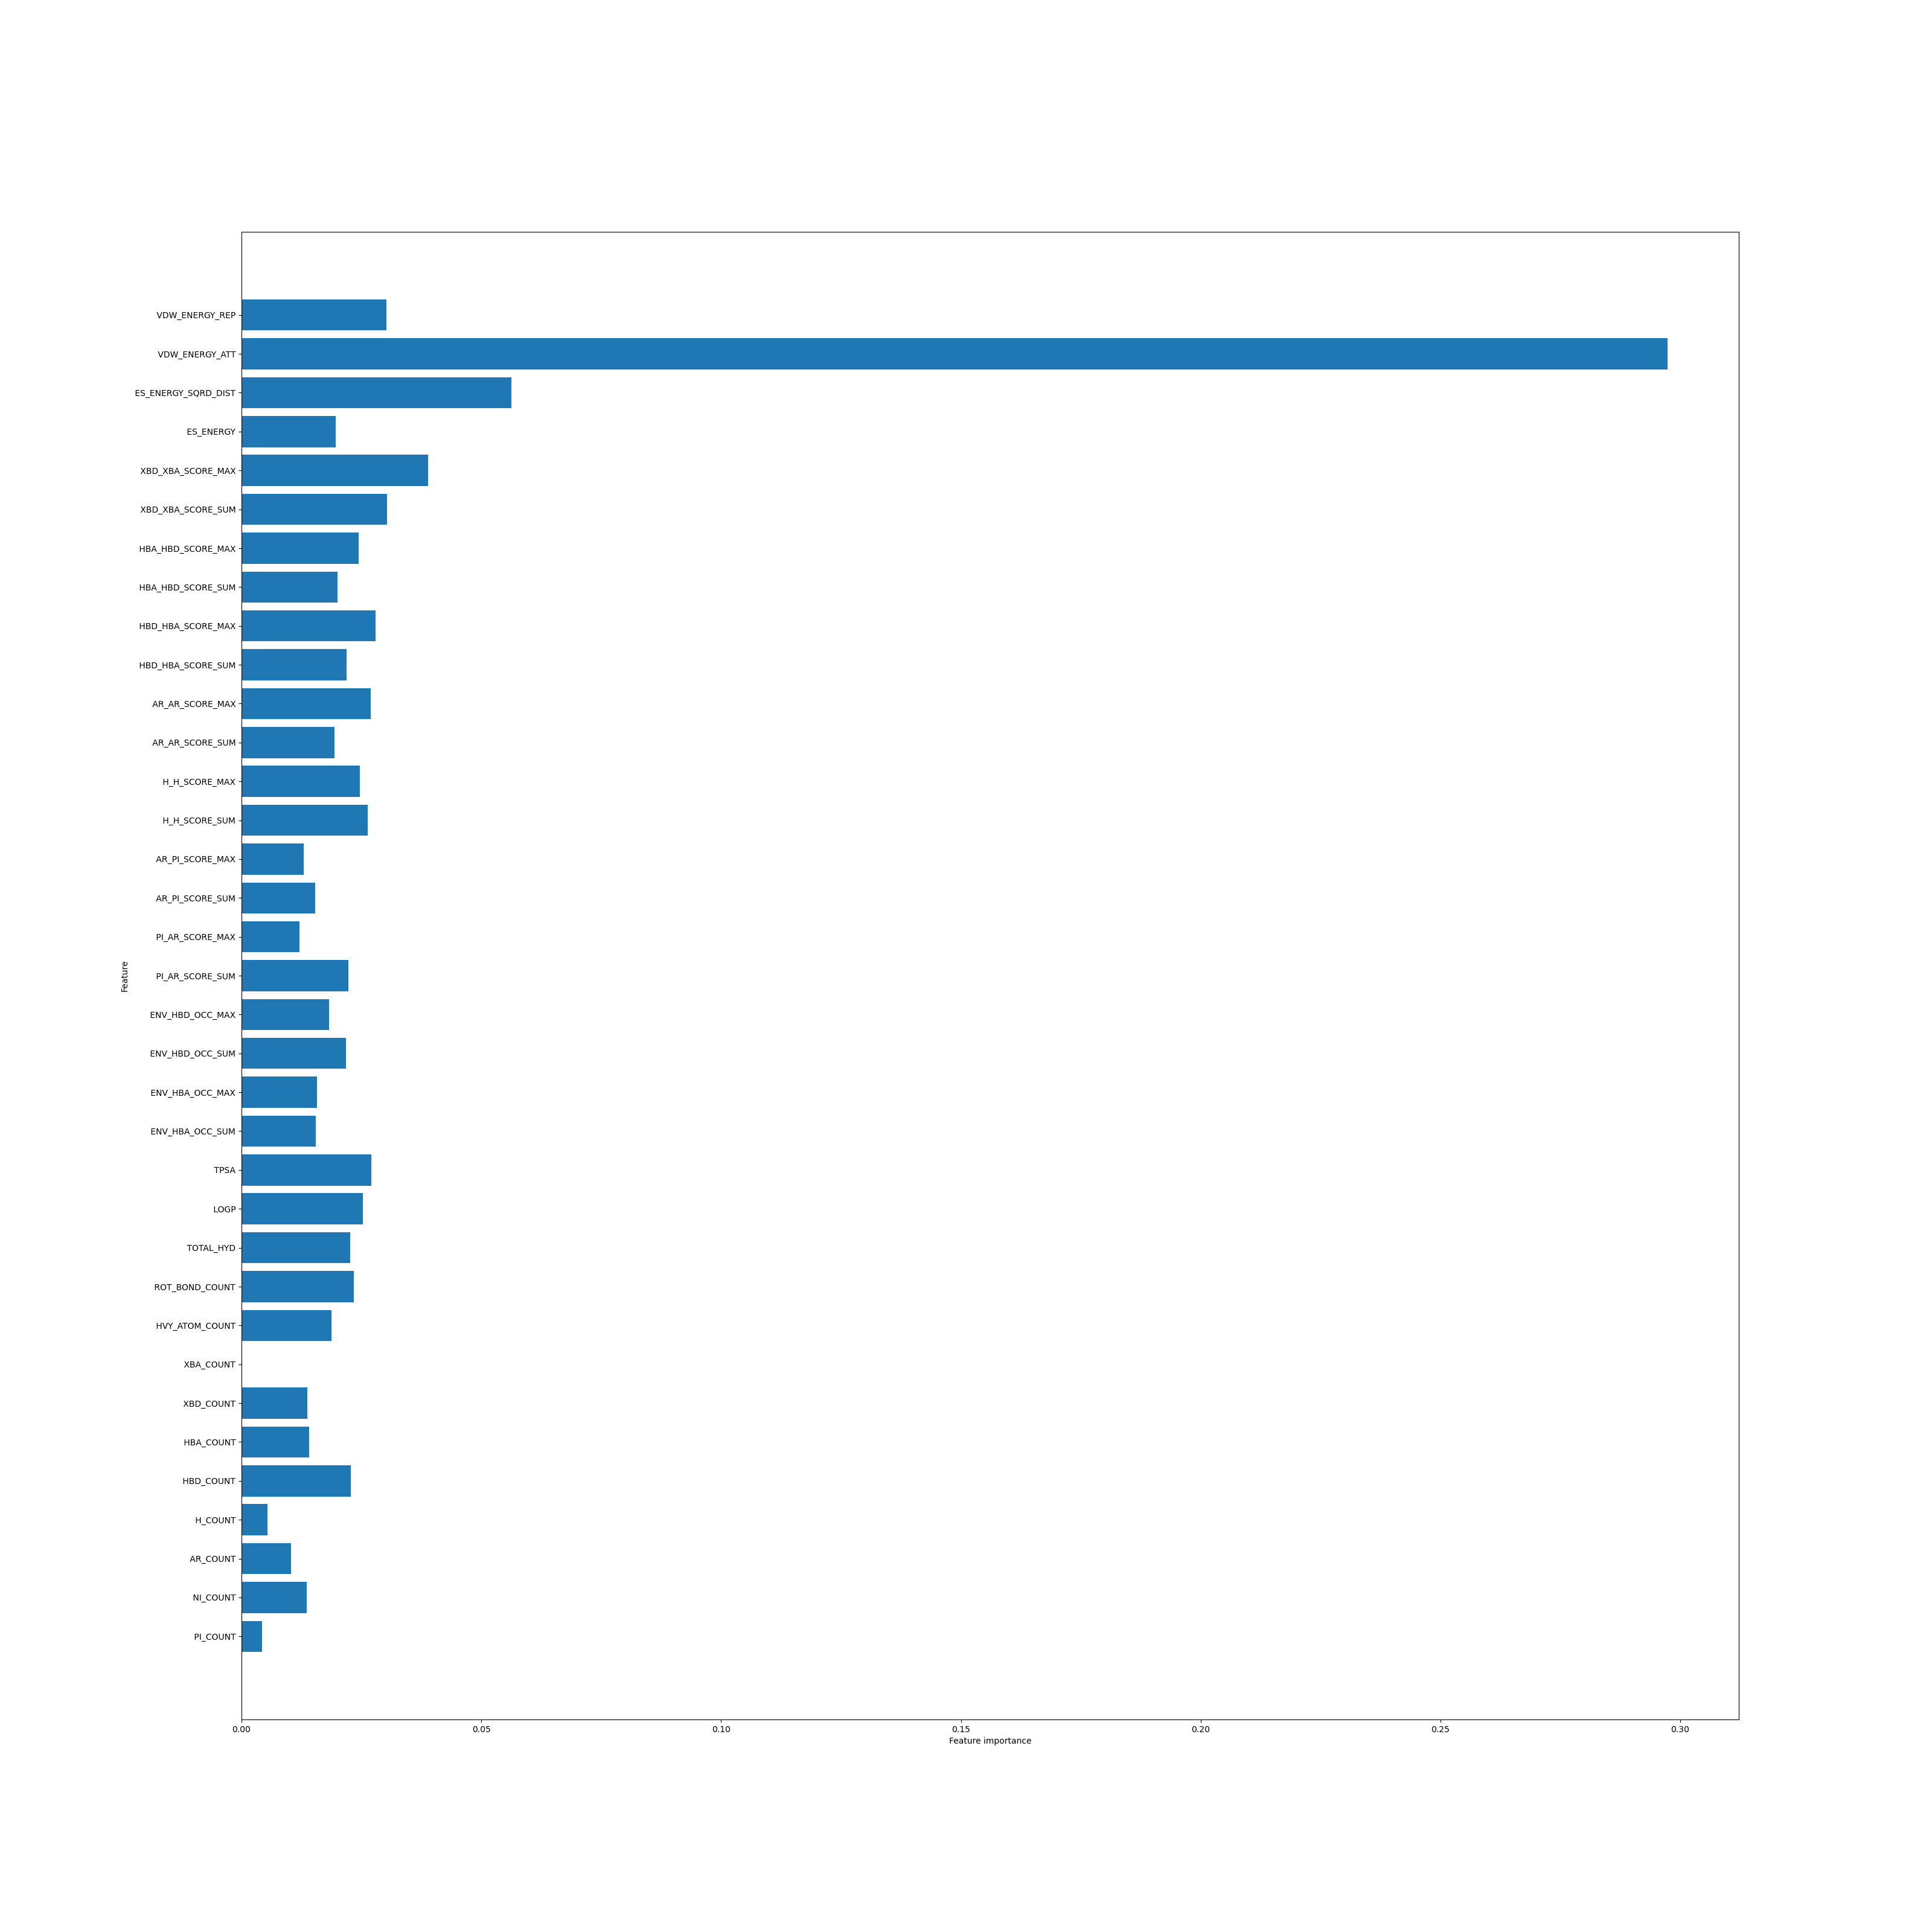 VDW_ENERGY_REP
VDW_ENERGY_ATT
ES_ENERGY_SQRD_DIST
ES_ENERGY
XBD_XBA_SCORE_MAX
XBD_XBA_SCORE_SUM
HBA_HBD_SCORE_MAX
HBA_HBD_SCORE_SUM
HBD_HBA_SCORE_MAX
HBD_HBA_SCORE_SUM
AR_AR_SCORE_MAX
AR_AR_SCORE_SUM
H_H_SCORE_MAX
H_H_SCORE_SUM
AR_PI_SCORE_MAX
AR_PI_SCORE_SUM
PI_AR_SCORE_MAX
PI_AR_SCORE_SUM
ENV_HBD_OCC_MAX
ENV_HBD_OCC_SUM
ENV_HBA_OCC_MAX
ENV_HBA_OCC_SUM
TPSA
LOGP
TOTAL_HYD
ROT_BOND_COUNT
HVY_ATOM_COUNT
XBA_COUNT
XBD_COUNT
HBA_COUNT
HBD_COUNT
H_COUNT
AR_COUNT
NI_COUNT
PI_COUNT
Feature
0.00 0.05 0.10 0.15 0.20 0.25 0.30
Feature importance